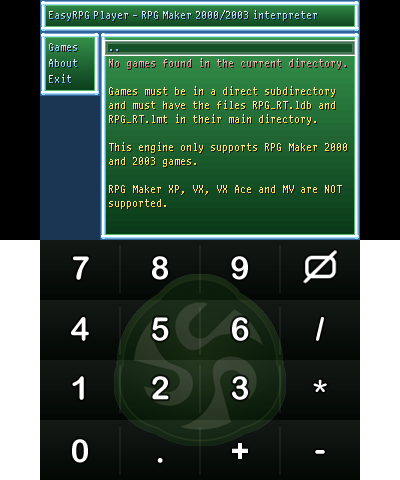 EasyRPG Player - RPG Maker 2000/2003 interpreter
Games
About
Exit
..
No games found in the current directory.
Games must be in a direct subdirectory
and must have the files RPG_RT.ldb and
RPG_RT.lmt in their main directory.
This engine only supports RPG Maker 2000
and 2003 games.
RPG Maker XP, VX, VX Ace and MV are NOT
supported.
7 8 9
4 5 6 /
1 2 3 *
0 . + -